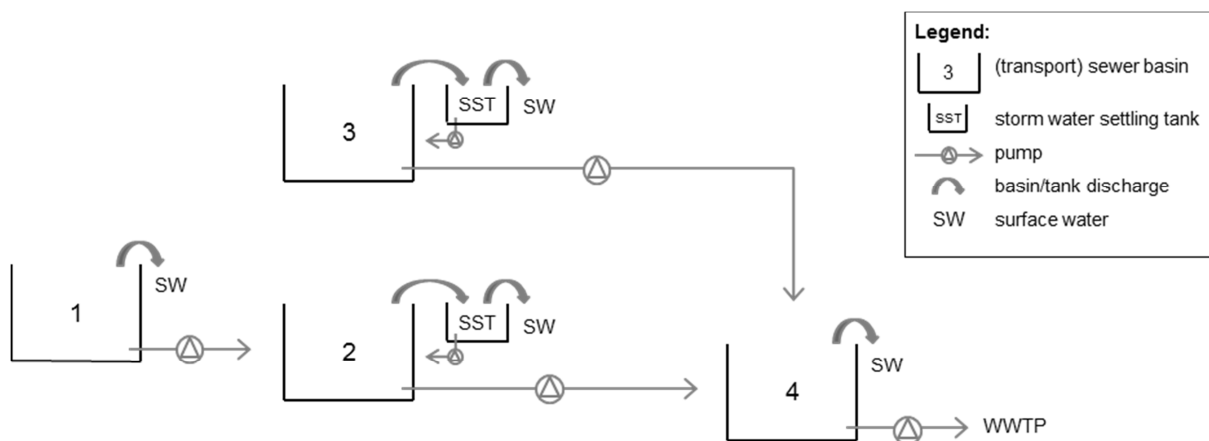 Legend:
3
(transport) sewer basin
SST
storm water settling tank
pump
basin/tank discharge
SW
surface water
3
SST
SW
1
SW
2
SST
SW
4
SW
WWTP